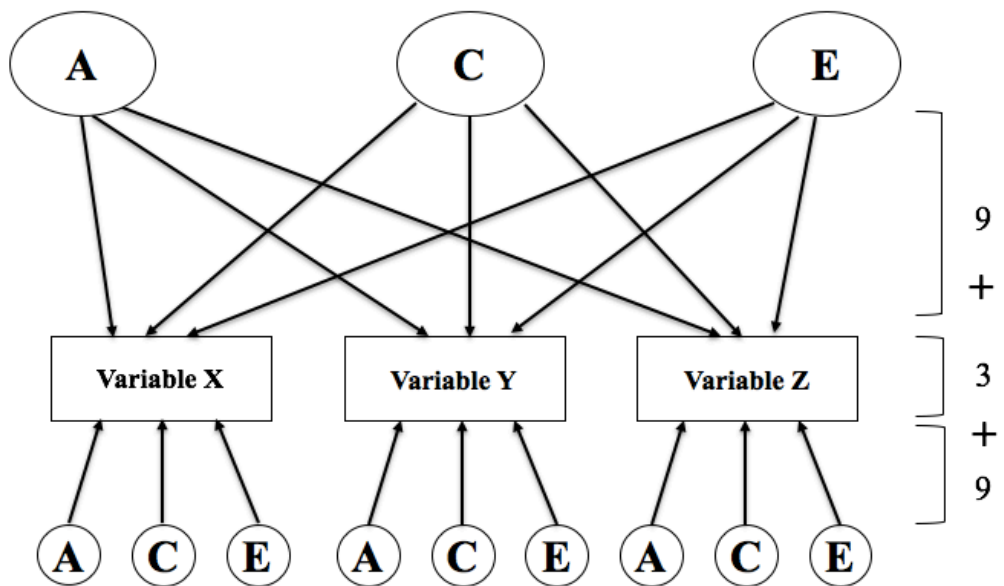 A C E
9
+
Variable X Variable Y Variable Z 3
+
9
A C E A C E A C E